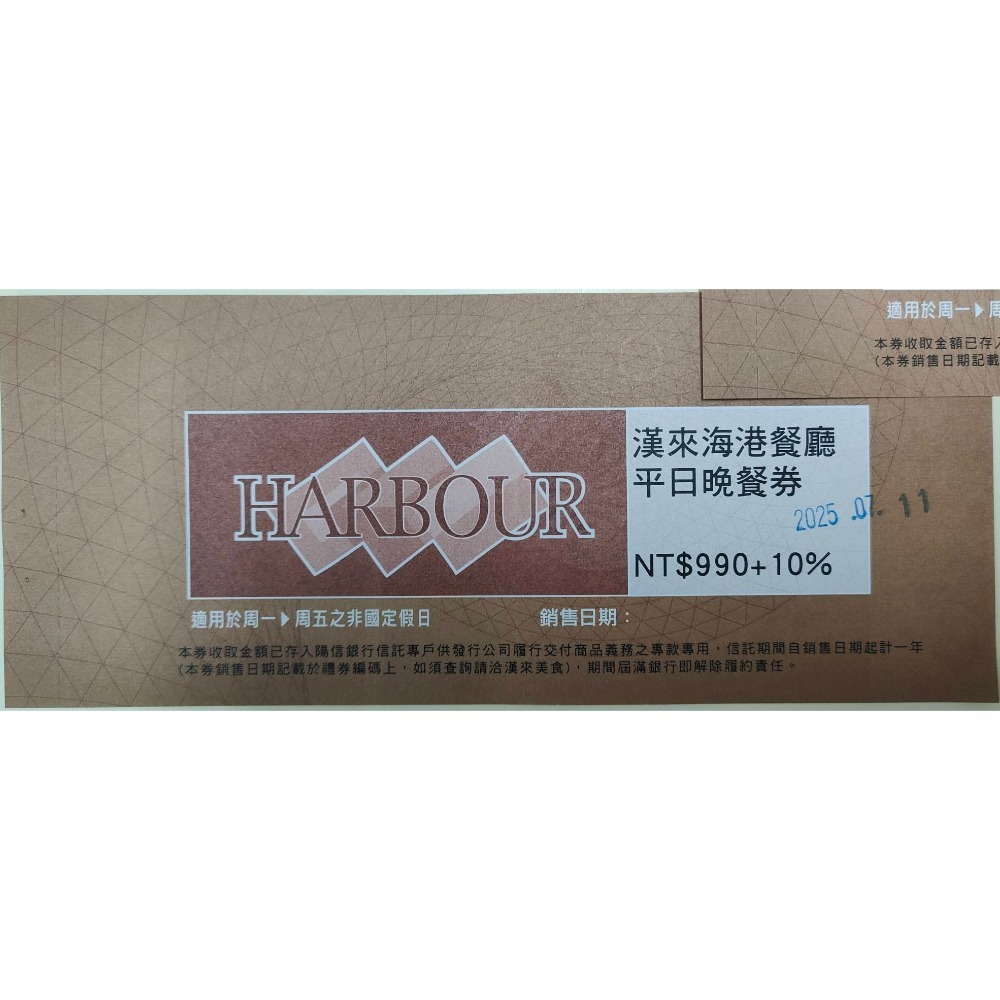 適用於周一▶周
本券收取金額已存入
(本券銷售日期記載
HARBOUR
漢來海港餐廳
平日晚餐券
2025.07.11
NT$990+10%
適用於周一▶周五之非國定假日
銷售日期：
本券收取金額已存入陽信銀行信託專戶供發行公司履行交付商品義務之專款專用，信託期間自銷售日期起計一年
(本券銷售日期記載於禮券編碼上，如須查詢請洽漢來美食)，期間屆滿銀行即解除履約責任。